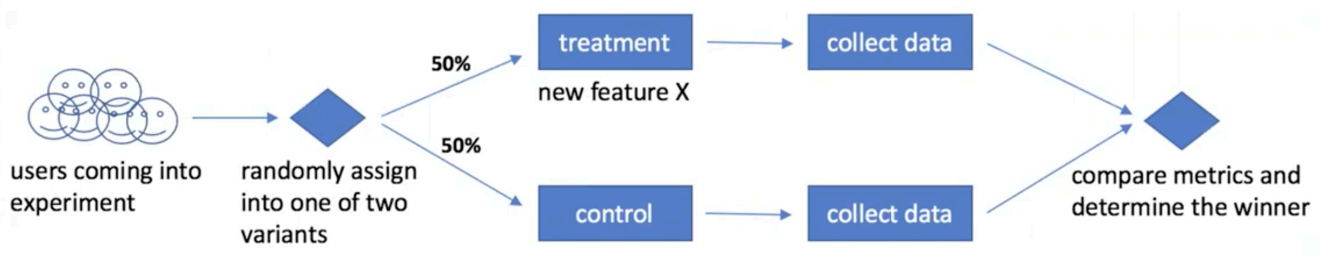 users coming into
experiment
randomly assign
into one of two
variants
50%
50%
treatment
new feature X
control
collect data
collect data
compare metrics and
determine the winner